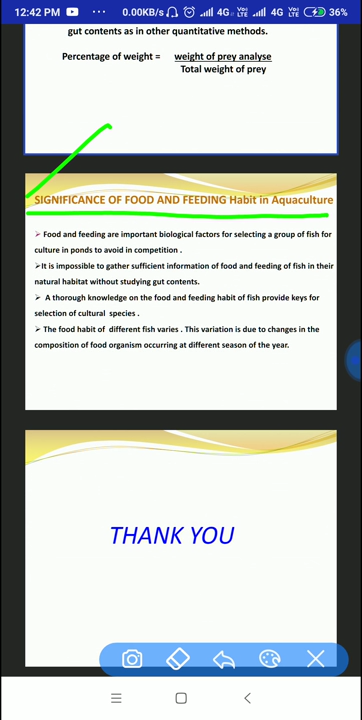 12:42 PM ... 0.00KB/s 4G Vo) LTE 4G Vo) LTE 36%
gut contents as in other quantitative methods.
Percentage of weight = weight of prey analyse
Total weight of prey
SIGNIFICANCE OF FOOD AND FEEDING Habit in Aquaculture
➢ Food and feeding are important biological factors for selecting a group of fish for
culture in ponds to avoid in competition .
➢It is impossible to gather sufficient information of food and feeding of fish in their
natural habitat without studying gut contents.
➢ A thorough knowledge on the food and feeding habit of fish provide keys for
selection of cultural species .
➢ The food habit of different fish varies . This variation is due to changes in the
composition of food organism occurring at different season of the year.
THANK YOU